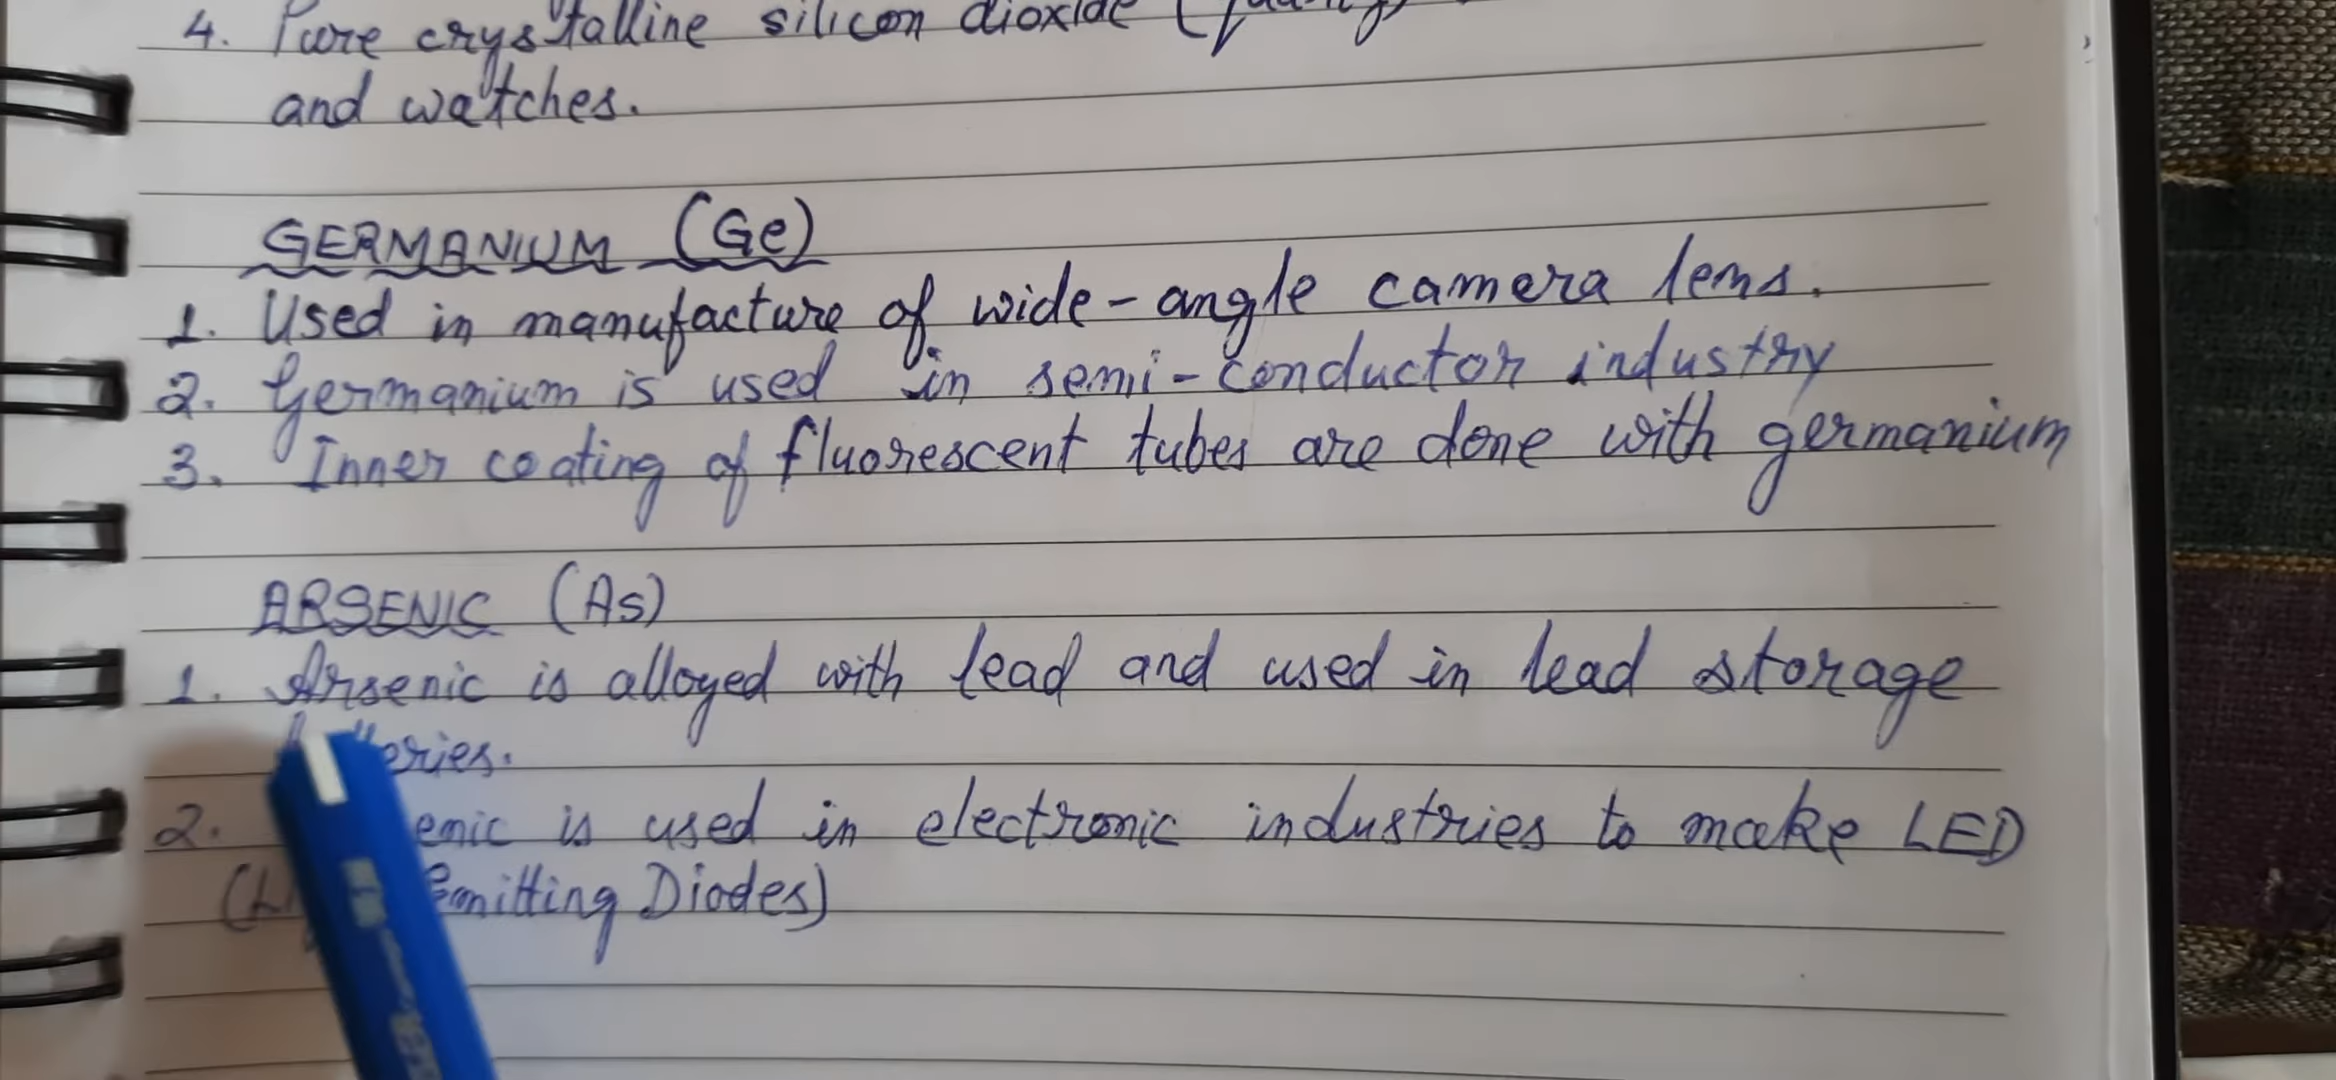 4. Pure crystalline silicon dioxide (
and watches.
GERMANIUM (Ge)
1. Used in manufacture of wide-angle camera lens.
2. Germanium is used in semi-conductor industry
3. Inner coating of fluorescent tubes are done with germanium
ARSENIC (As)
1. Arsenic is alloyed with lead and used in lead storage
eries.
2. enic is used in electronic industries to make LED
(Li Emitting Diodes)